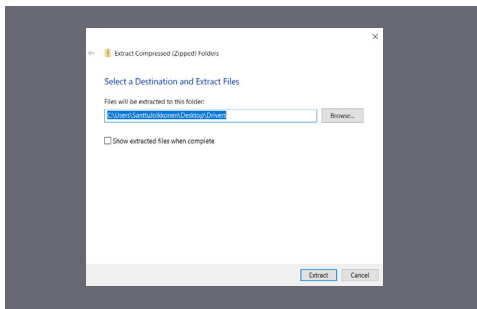 Extract Compressed (Zipped) Folders
Select a Destination and Extract Files
Files will be extracted to this folder:
C:\Users\SanttuJolkkonen\Desktop\Drivers
Browse...
Show extracted files when complete
Extract
Cancel